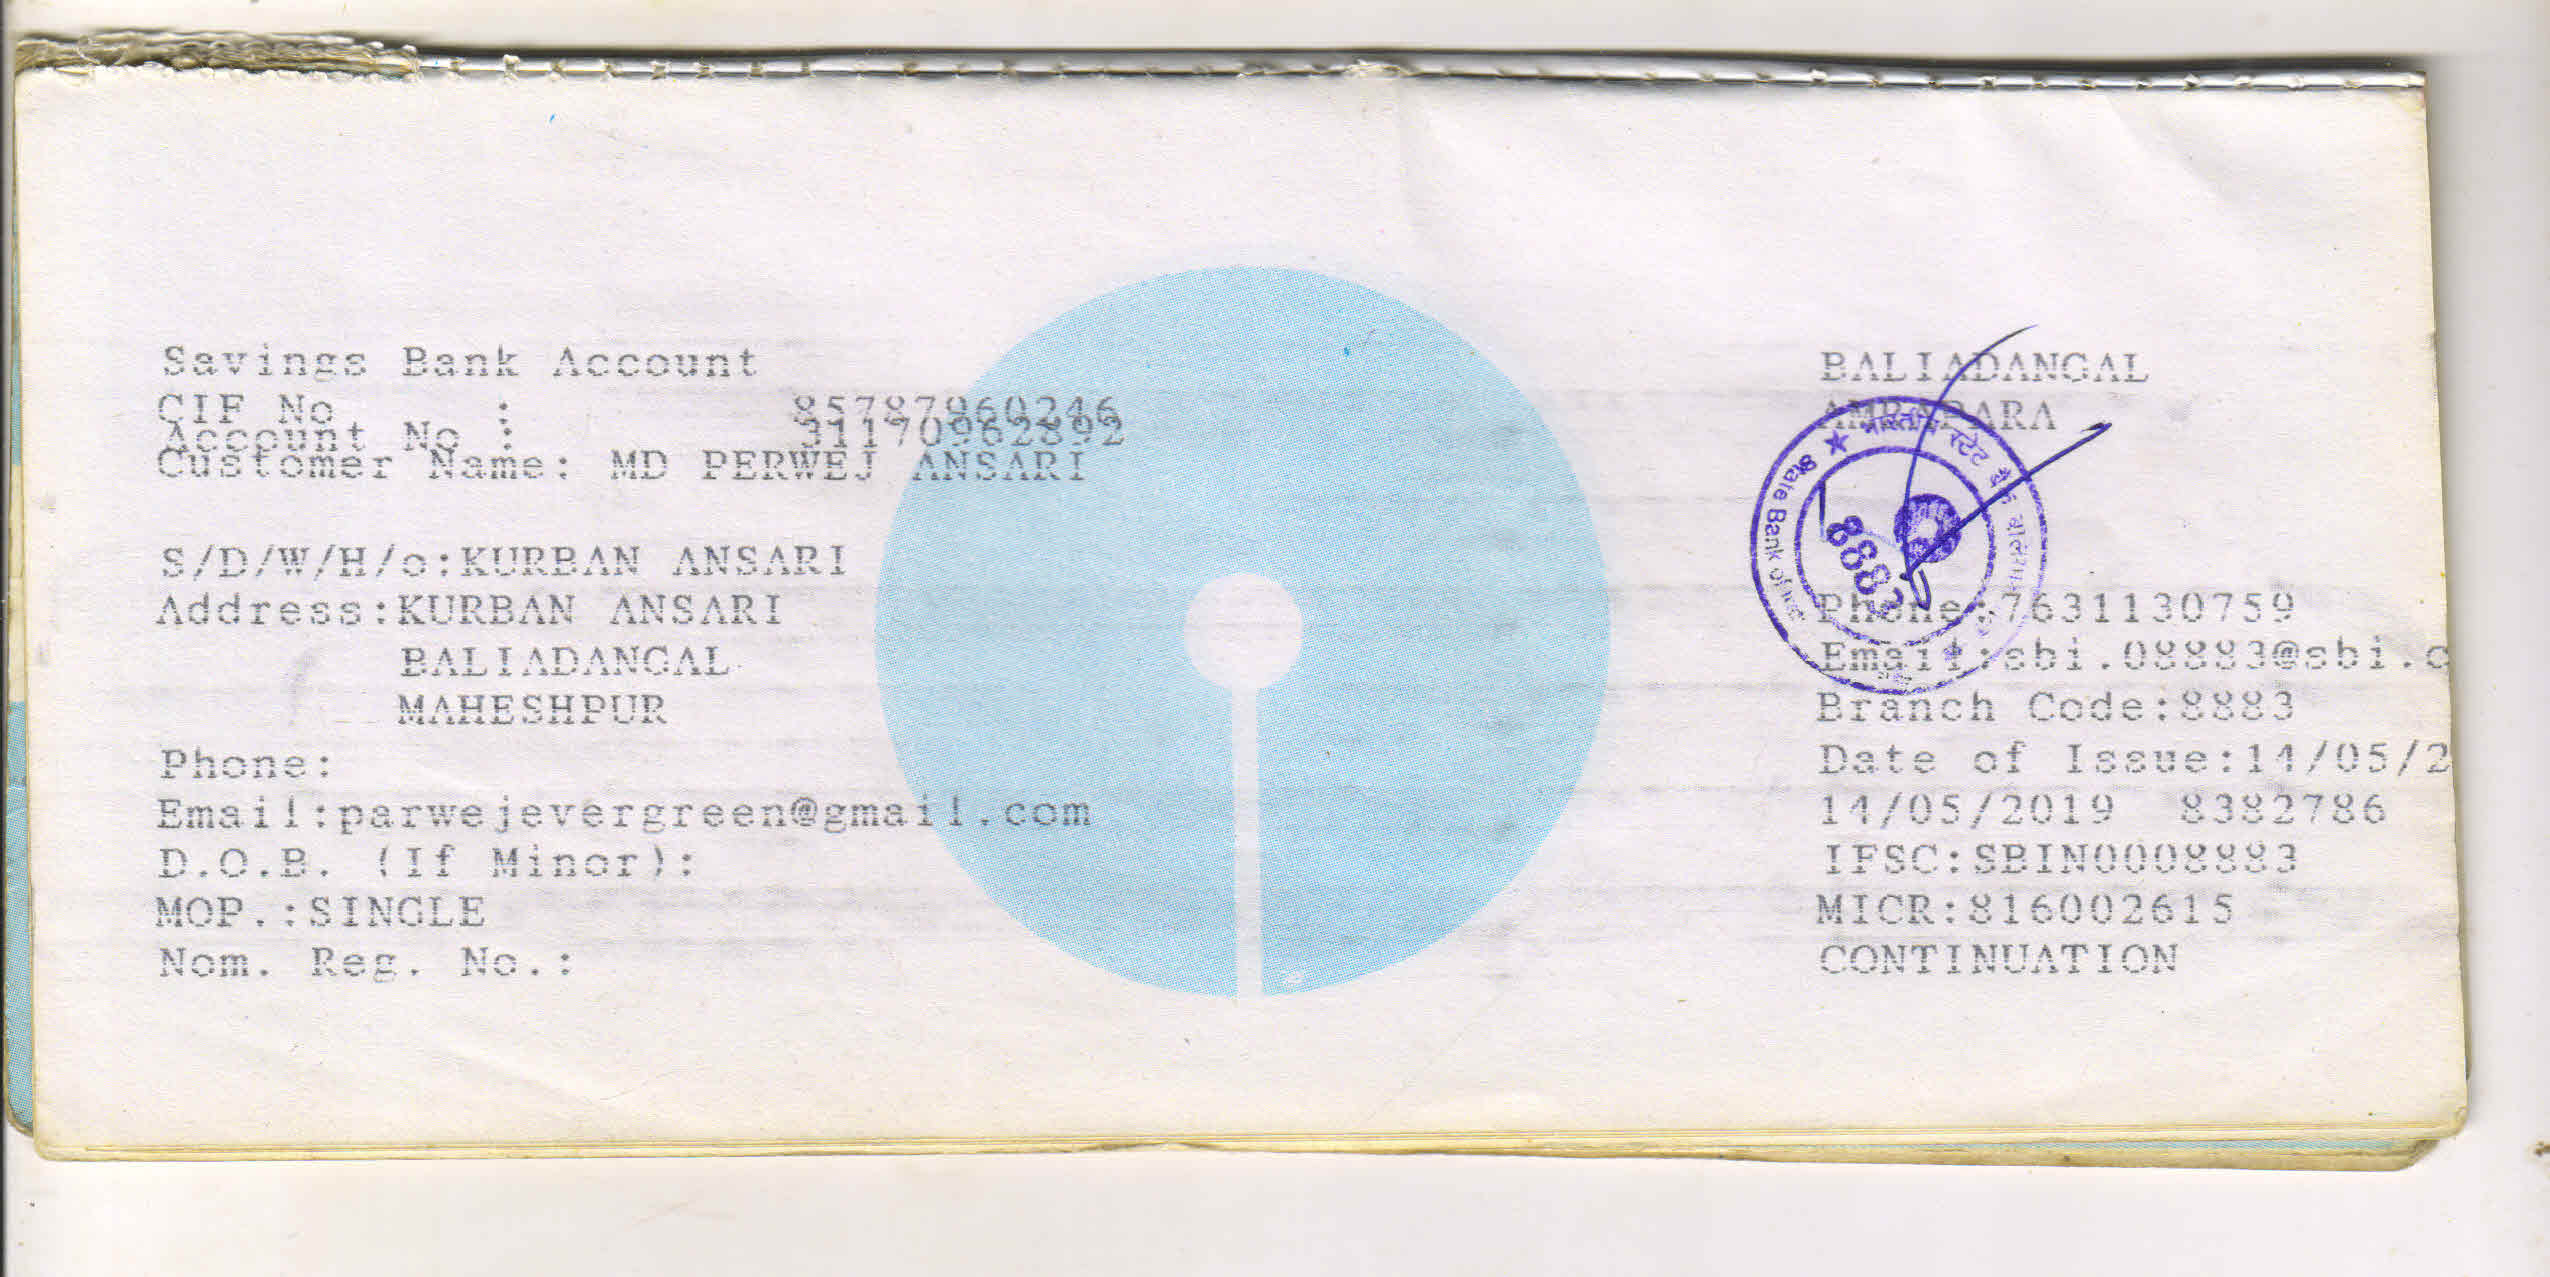 Savings Bank Account
CIF No : 85787960246
Account No : 31170962892
Customer Name: MD PERWEJ ANSARI
S/D/W/H/o:KURBAN ANSARI
Address:KURBAN ANSARI
BALIADANGAL
MAHESHPUR
Phone:
Email:parwejevergreen@gmail.com
D.O.B. (If Minor):
MOP.:SINGLE
Nom. Reg. No.:
BALIADANGAL
AMRAPARA
Phone:7631130759
Email:sbi.08883@sbi.c
Branch Code:8883
Date of Issue:14/05/2
14/05/2019 8382786
IFSC:SBIN0008883
MICR:816002615
CONTINUATION
State Bank of
8883